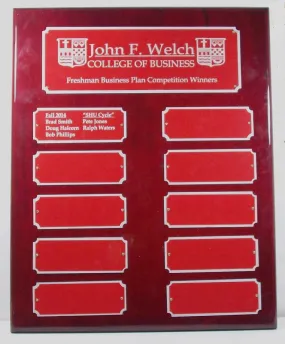 John F. Welch
COLLEGE OF BUSINESS
Freshman Business Plan Competition Winners
Fall 2014 "SHU Cycle"
Brad Smith Pete Jones
Doug Halcozn Ralph Waters
Bob Phillips